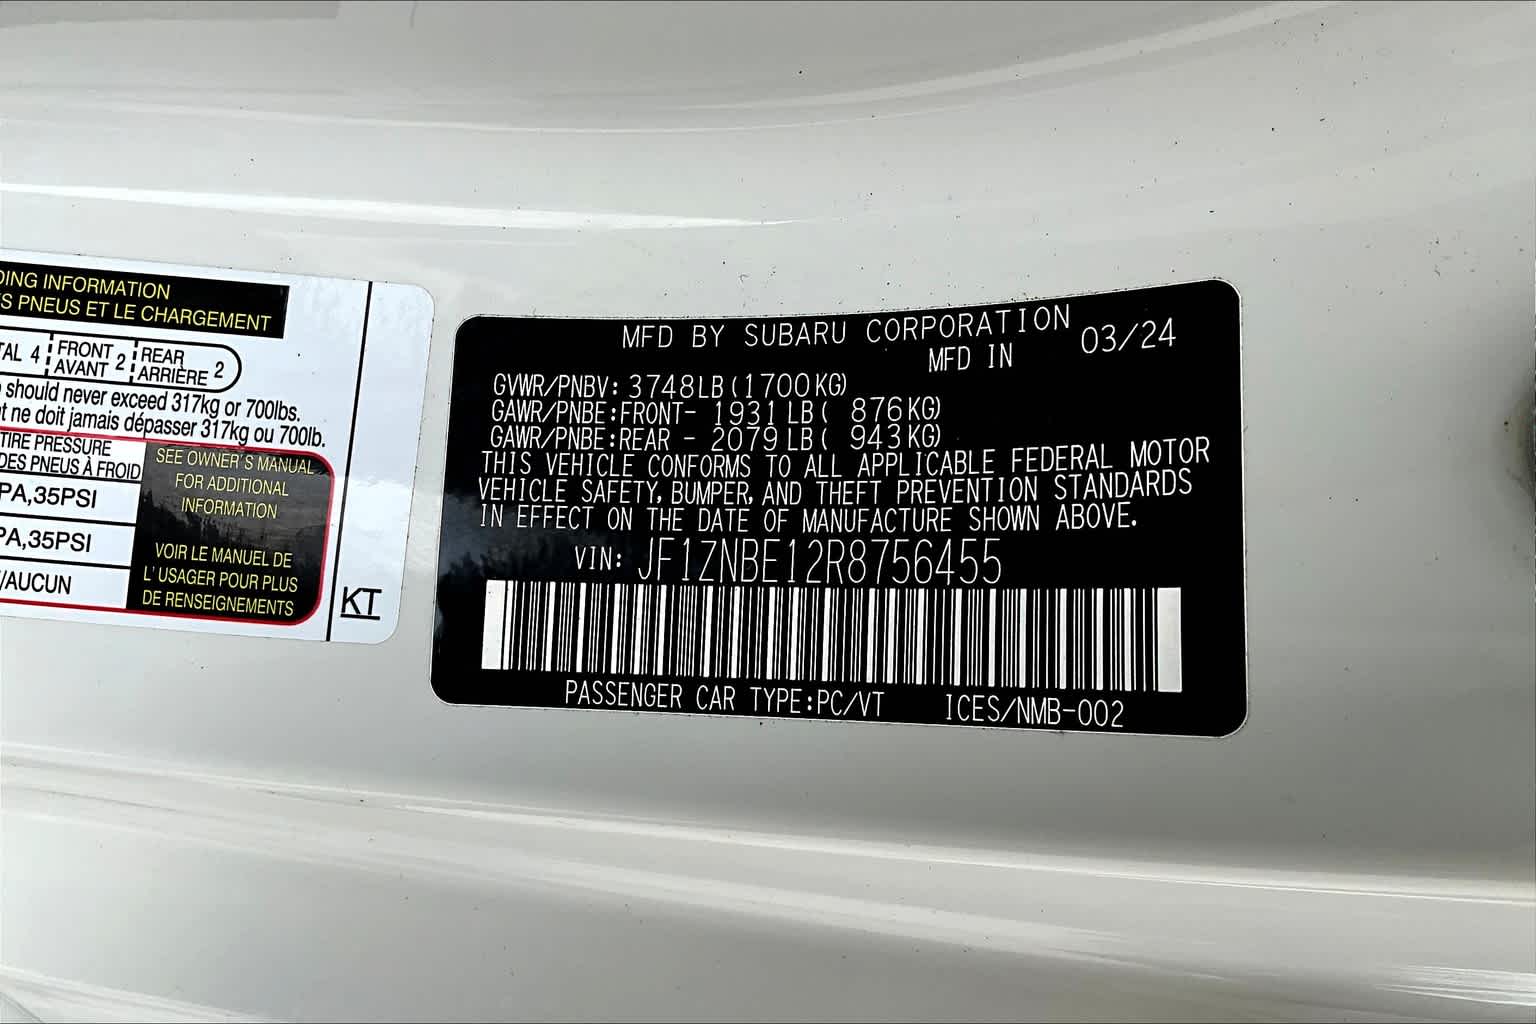 DING INFORMATION
S PNEUS ET LE CHARGEMENT
TAL 4 FRONT AVANT 2 REAR ARRIÈRE 2
should never exceed 317kg or 700lbs.
ne doit jamais dépasser 317kg ou 700lb.
TIRE PRESSURE
DES PNEUS À FROID
PA,35PSI
PA,35PSI
/AUCUN
SEE OWNER'S MANUAL
FOR ADDITIONAL
INFORMATION
VOIR LE MANUEL DE
L'USAGER POUR PLUS
DE RENSEIGNEMENTS
KT
MFD BY SUBARU CORPORATION
MFD IN 03/24
GVWR/PNBV: 3748LB(1700KG)
GAWR/PNBE:FRONT- 1931LB( 876KG)
GAWR/PNBE:REAR - 2079LB( 943KG)
THIS VEHICLE CONFORMS TO ALL APPLICABLE FEDERAL MOTOR
VEHICLE SAFETY, BUMPER, AND THEFT PREVENTION STANDARDS
IN EFFECT ON THE DATE OF MANUFACTURE SHOWN ABOVE.
VIN: JF1ZNBE12R8756455
PASSENGER CAR TYPE:PC/VT ICES/NMB-002